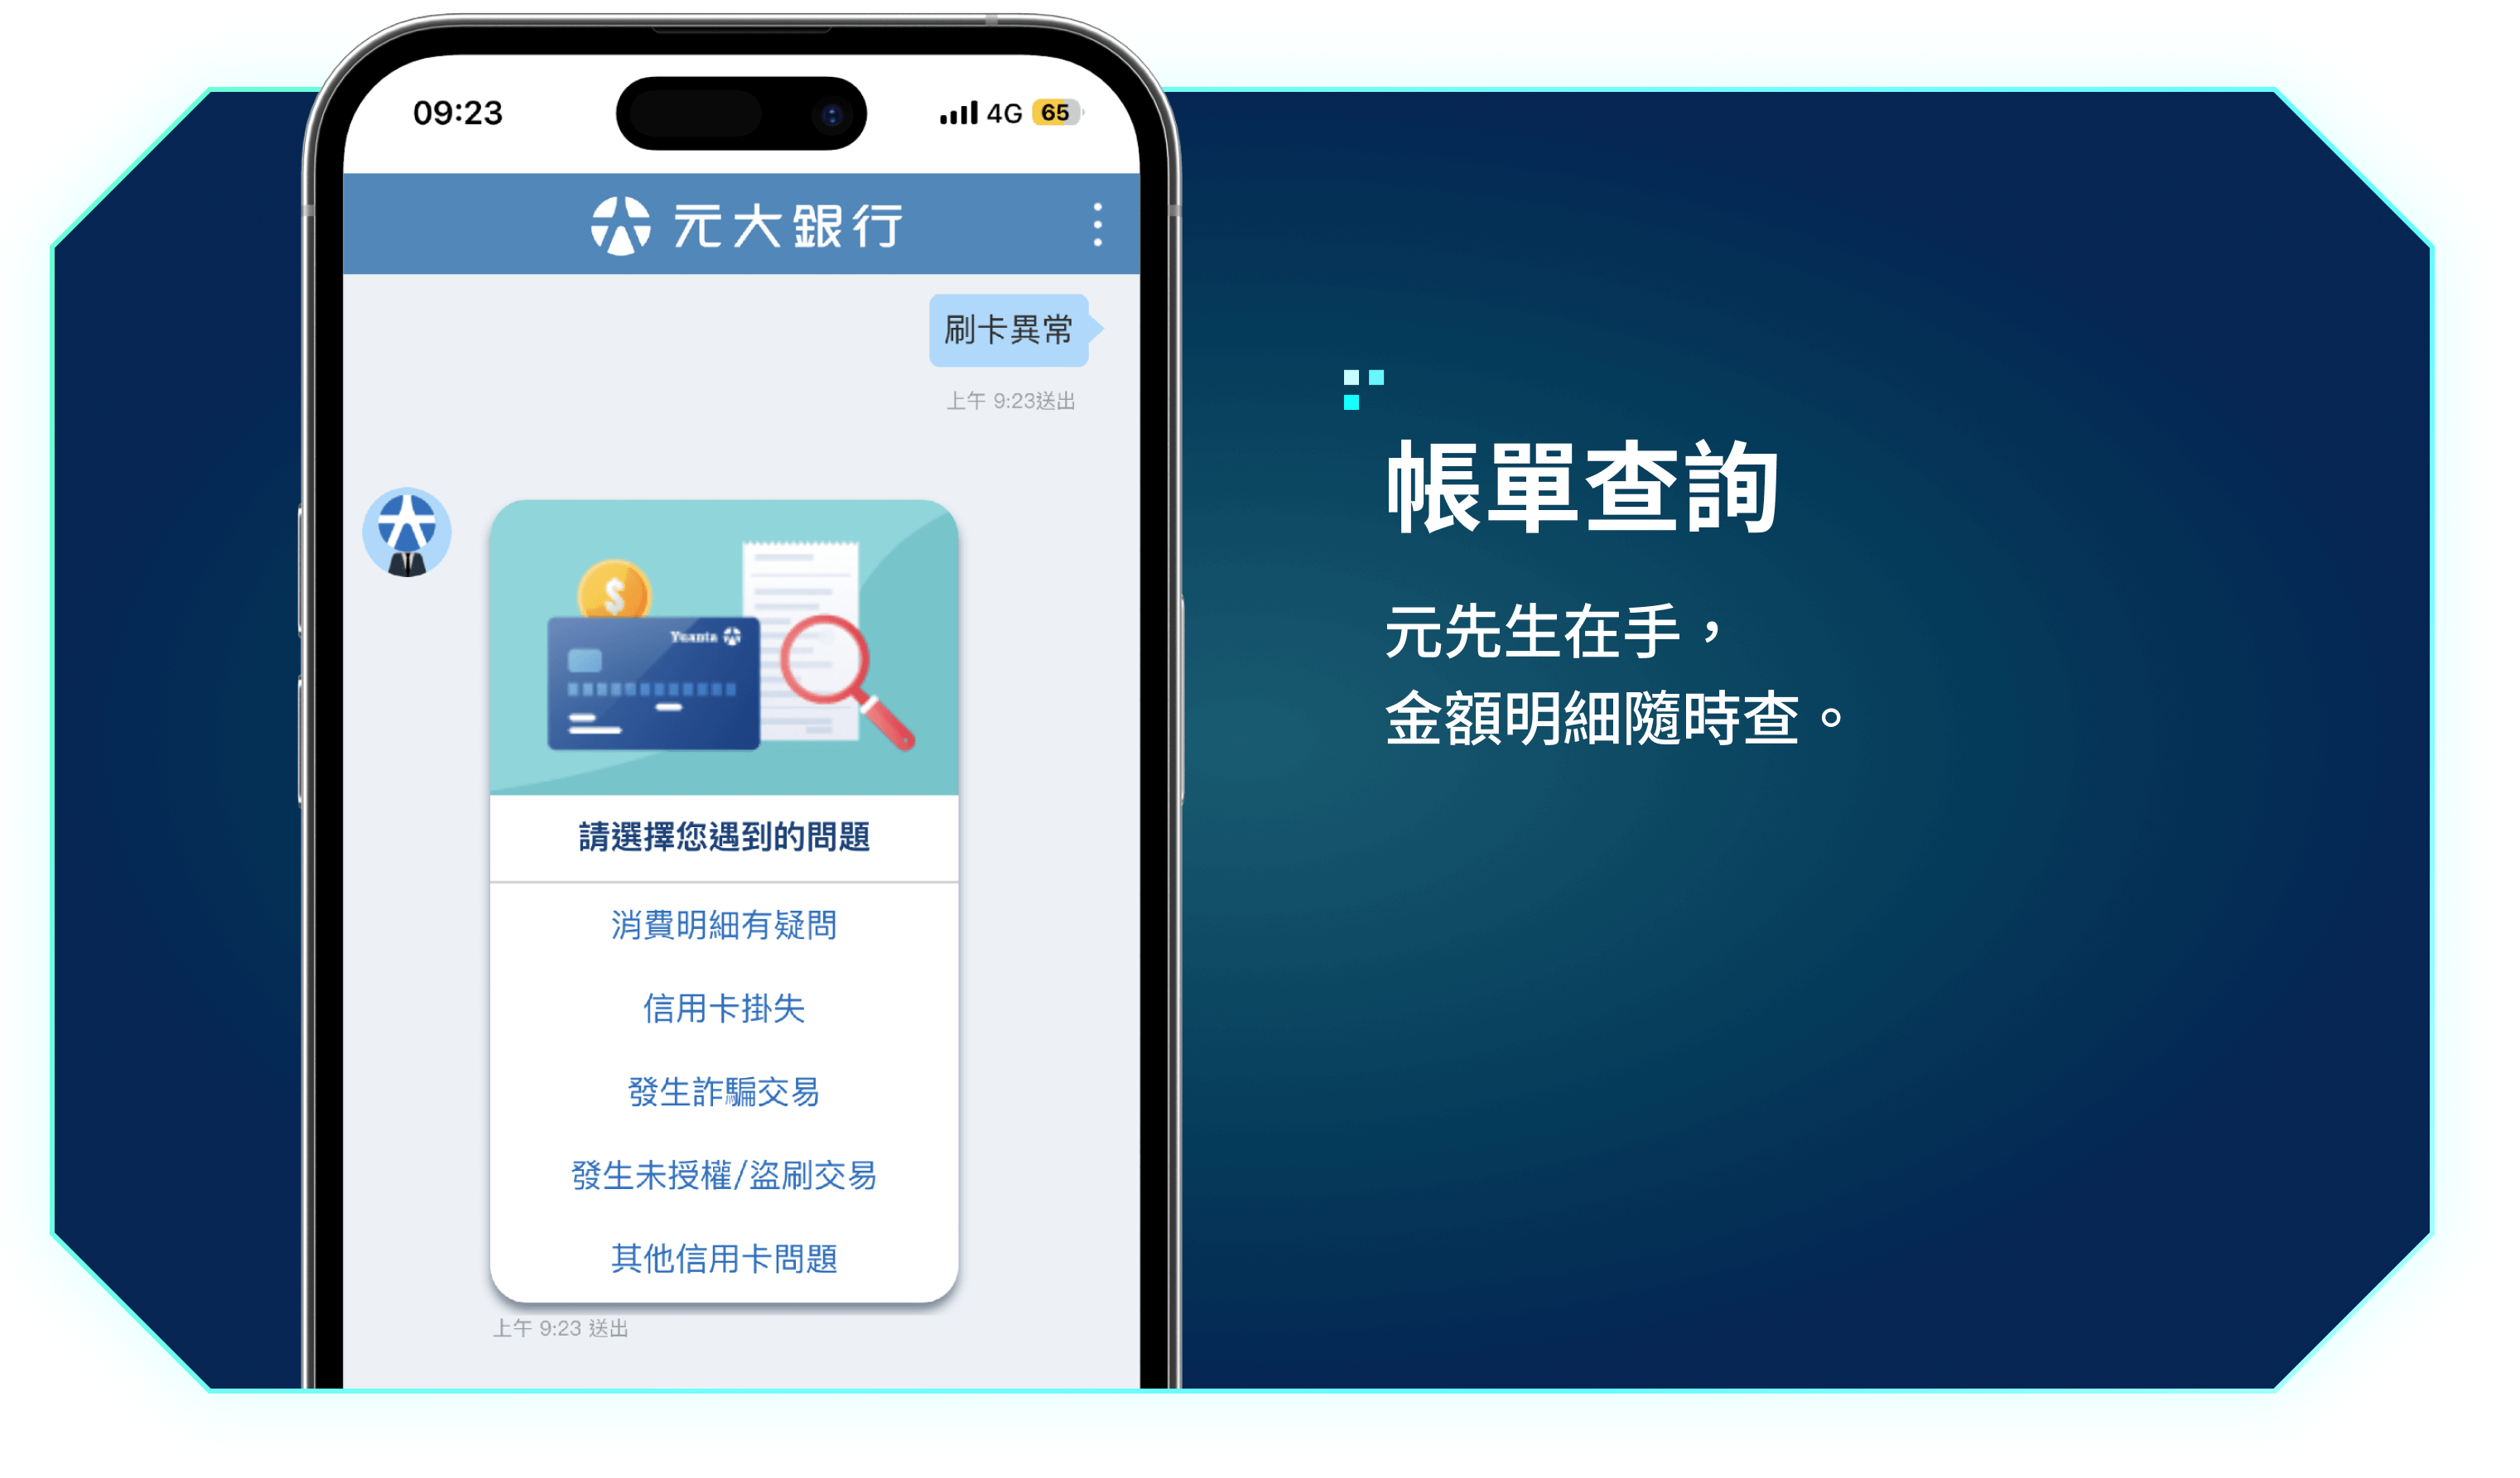 09:23
4G 65
元大銀行
刷卡異常
上午 9:23送出
Yuanta
請選擇您遇到的問題
消費明細有疑問
信用卡掛失
發生詐騙交易
發生未授權/盜刷交易
其他信用卡問題
上午 9:23 送出
帳單查詢
元先生在手，
金額明細隨時查。